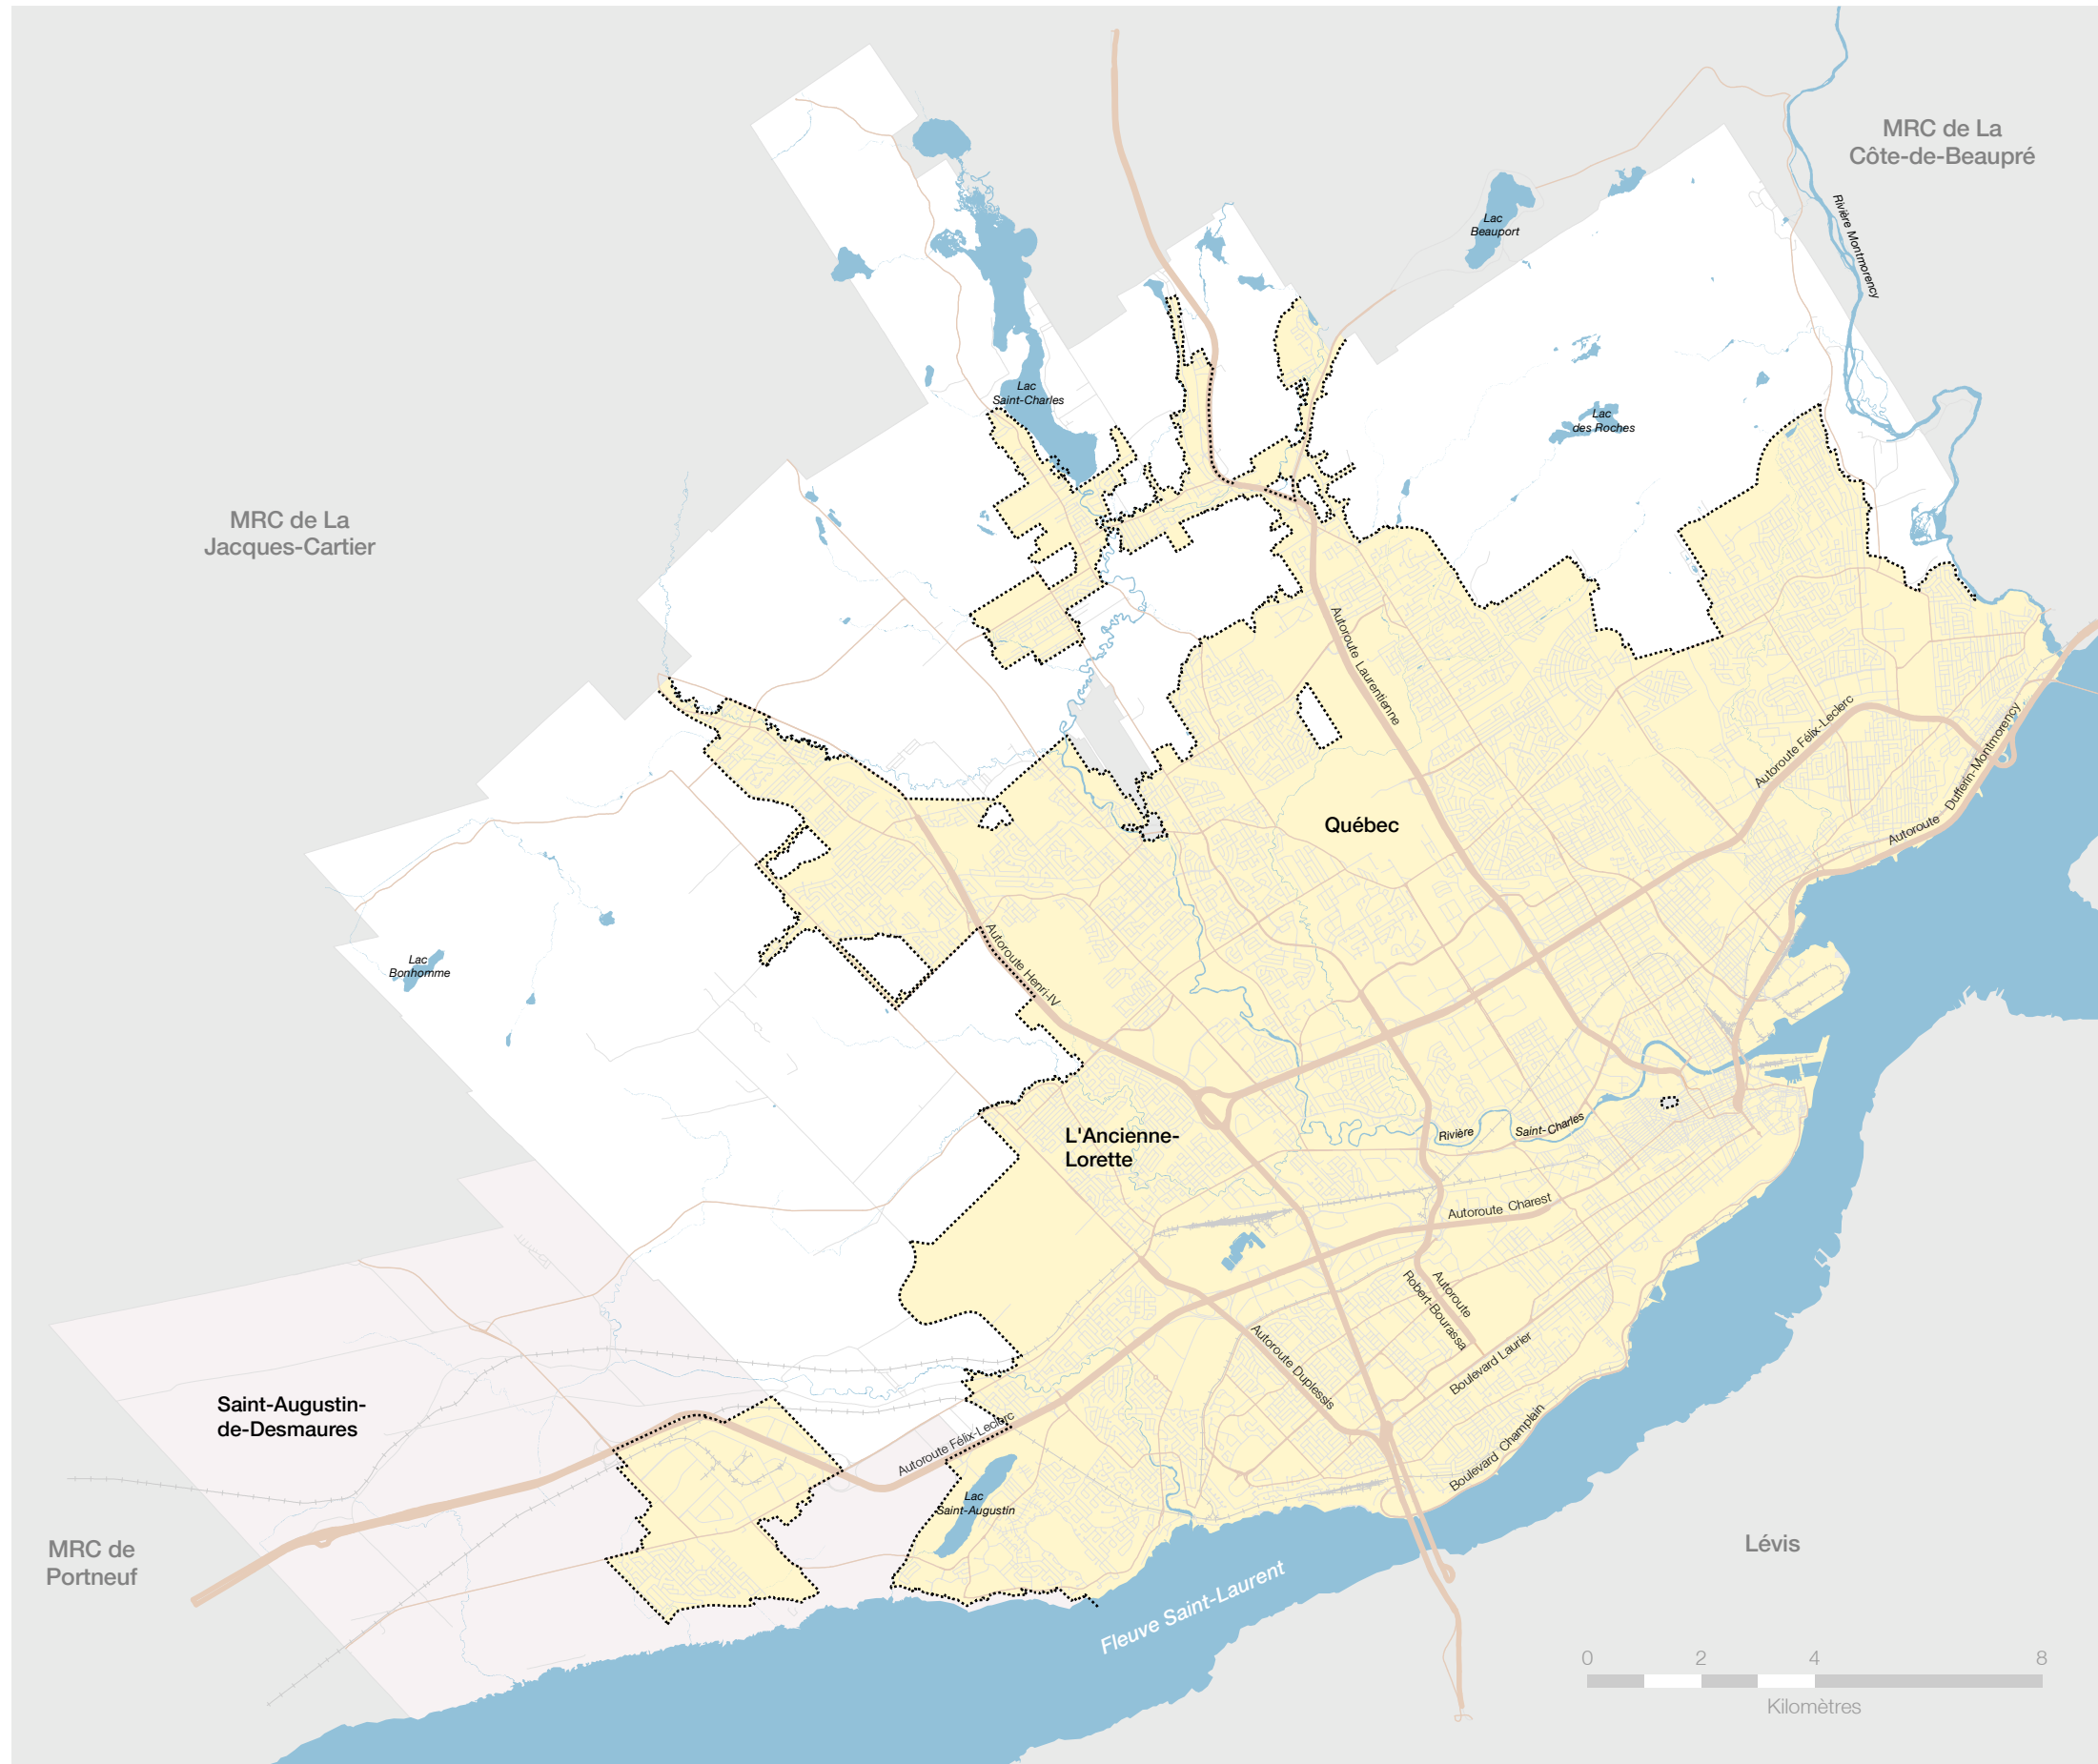 MRC de La
Côte-de-Beaupré
Rivière Montmorency
Lac
Beauport
Lac
Saint-Charles
Lac
des Roches
MRC de La
Jacques-Cartier
Autoroute Laurentienne
Autoroute Félix-Leclerc
Autoroute
Dufferin-Montmorency
Québec
Lac
Bonhomme
Autoroute Henri-IV
L'Ancienne-
Lorette
Rivière
Saint-Charles
Autoroute Charest
Autoroute
Robert-Bourassa
Autoroute Duplessis
Boulevard Laurier
Boulevard Champlain
Saint-Augustin-
de-Desmaures
Autoroute Félix-Leclerc
Lac
Saint-Augustin
MRC de
Portneuf
Lévis
Fleuve Saint-Laurent
0 2 4 8
Kilomètres